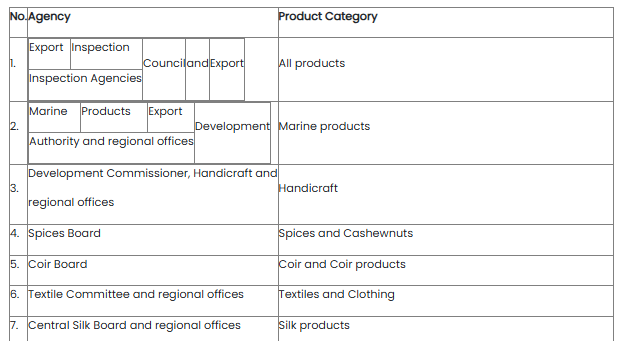 No. Agency Product Category
1. Export Inspection Council and Export Inspection Agencies All products
2. Marine Products Export Development Authority and regional offices Marine products
3. Development Commissioner, Handicraft and regional offices Handicraft
4. Spices Board Spices and Cashewnuts
5. Coir Board Coir and Coir products
6. Textile Committee and regional offices Textiles and Clothing
7. Central Silk Board and regional offices Silk products